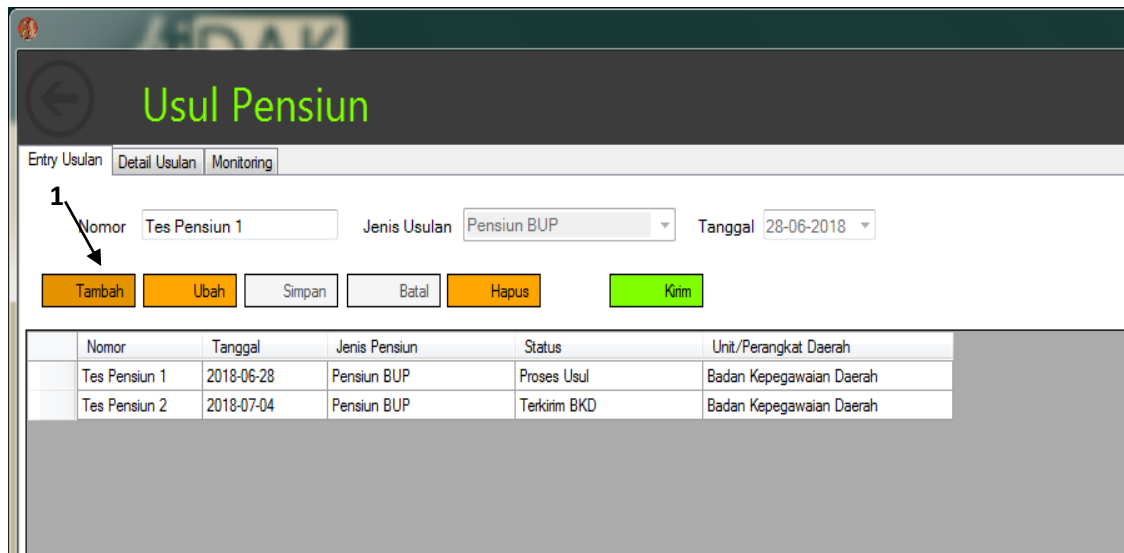 DAK
Usul Pensiun
Entry Usulan Detail Usulan Monitoring
1
Nomor Tes Pensiun 1 Jenis Usulan Pensiun BUP Tanggal 28-06-2018
Tambah Ubah Simpan Batal Hapus Kirim
Nomor Tanggal Jenis Pensiun Status Unit/Perangkat Daerah
Tes Pensiun 1 2018-06-28 Pensiun BUP Proses Usul Badan Kepegawaian Daerah
Tes Pensiun 2 2018-07-04 Pensiun BUP Terkirim BKD Badan Kepegawaian Daerah